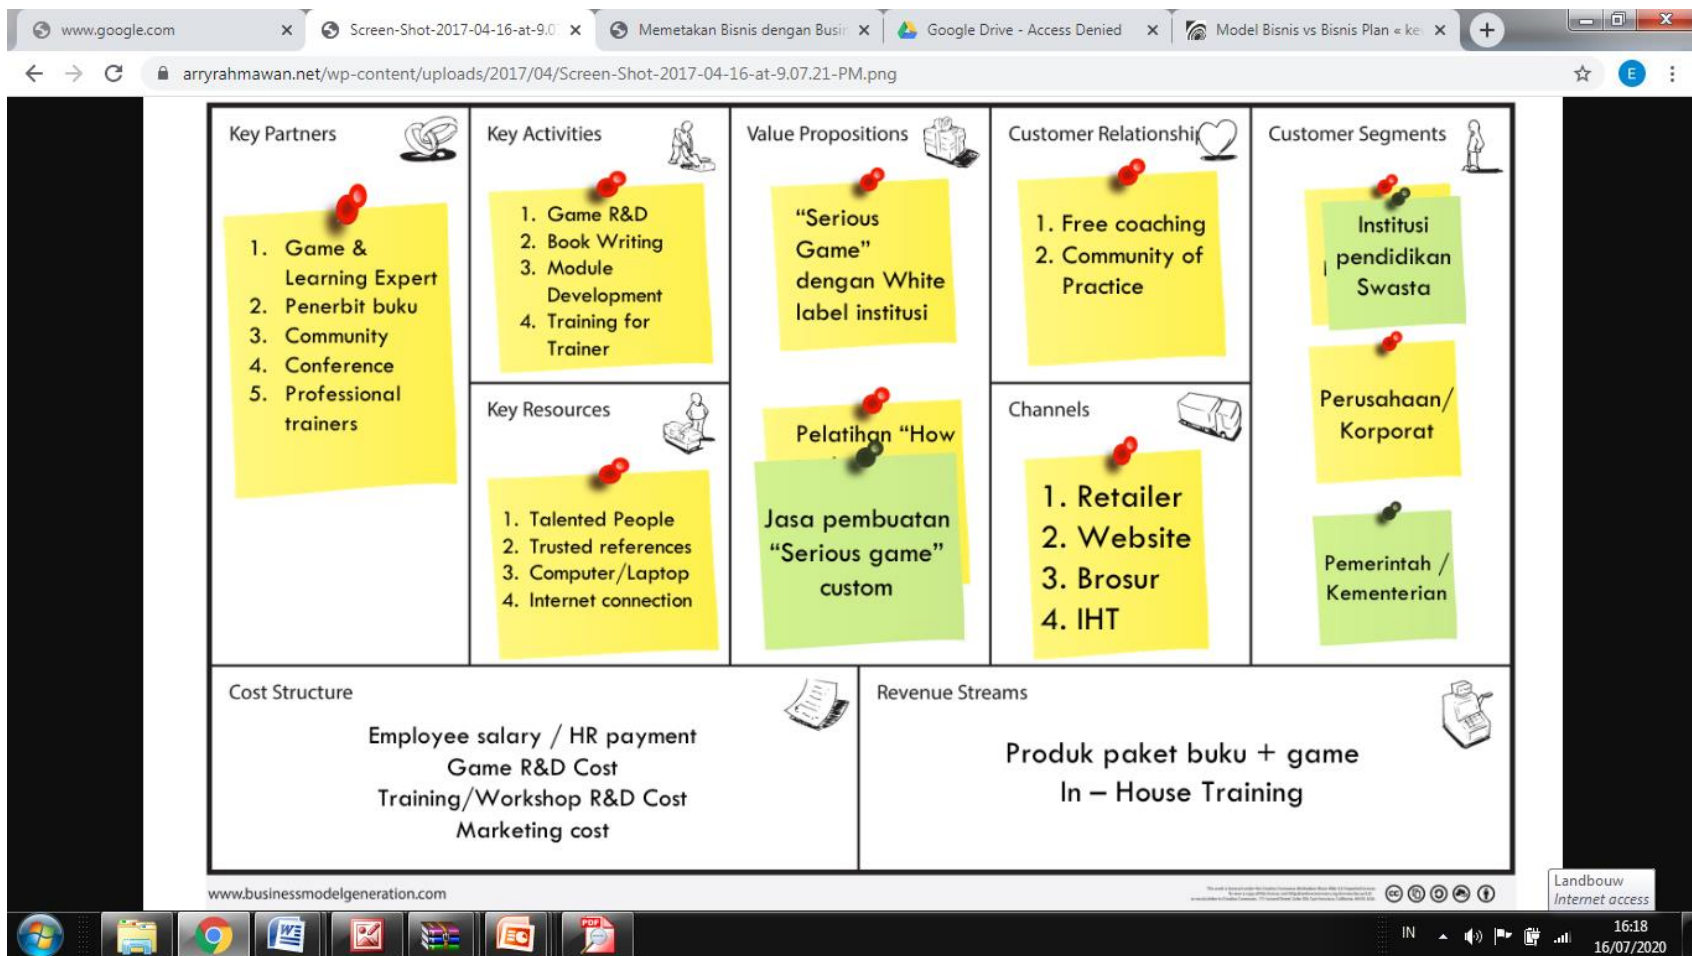 www.google.com
Screen-Shot-2017-04-16-at-9.0
Memetakan Bisnis dengan Busin
Google Drive - Access Denied
Model Bisnis vs Bisnis Plan « ke
arryrahmawan.net/wp-content/uploads/2017/04/Screen-Shot-2017-04-16-at-9.07.21-PM.png
E
Key Partners
1. Game &
Learning Expert
2. Penerbit buku
3. Community
4. Conference
5. Professional
trainers
Key Activities
1. Game R&D
2. Book Writing
3. Module
Development
4. Training for
Trainer
Key Resources
1. Talented People
2. Trusted references
3. Computer/Laptop
4. Internet connection
Value Propositions
“Serious
Game”
dengan White
label institusi
Pelatihan “How
Jasa pembuatan
“Serious game”
custom
Customer Relationship
1. Free coaching
2. Community of
Practice
Channels
1. Retailer
2. Website
3. Brosur
4. IHT
Customer Segments
Institusi
pendidikan
Swasta
Perusahaan/
Korporat
Pemerintah /
Kementerian
Cost Structure
Employee salary / HR payment
Game R&D Cost
Training/Workshop R&D Cost
Marketing cost
Revenue Streams
Produk paket buku + game
In – House Training
www.businessmodelgeneration.com
Landbouw
Internet access
PDF
IN
16:18
16/07/2020